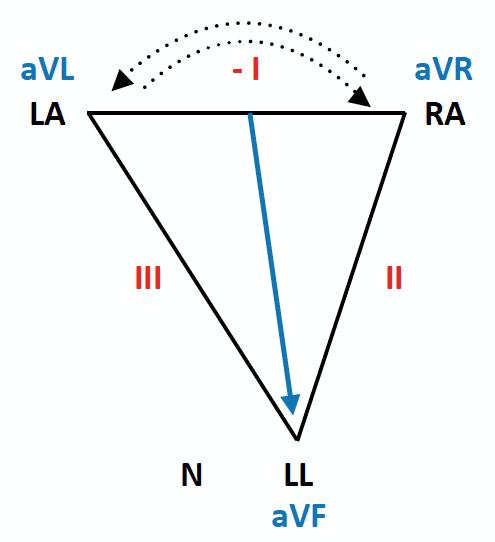 aVL - I aVR
LA RA
III II
N LL
aVF